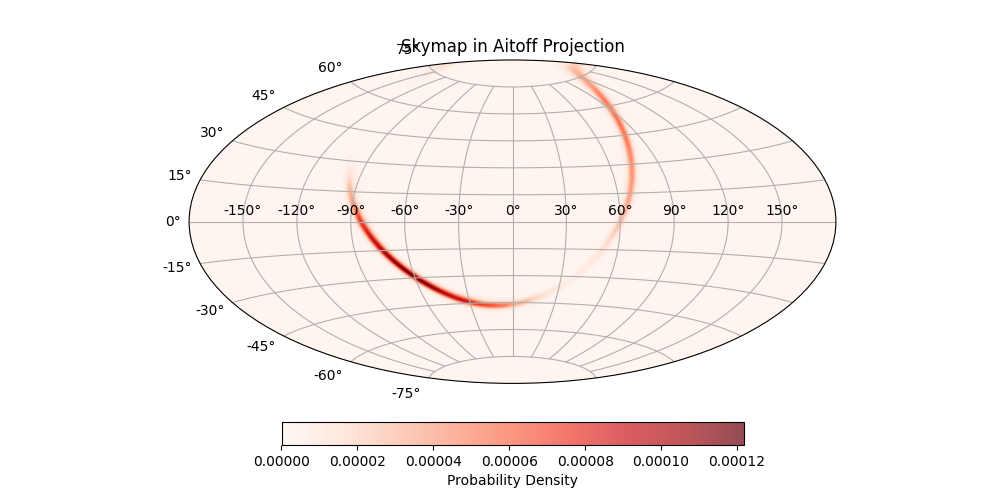 Skymap in Aitoff Projection
75°
60°
45°
30°
15°
-150° -120° -90° -60° -30° 0° 30° 60° 90° 120° 150°
0°
-15°
-30°
-45°
-60°
-75°
0.00000 0.00002 0.00004 0.00006 0.00008 0.00010 0.00012
Probability Density